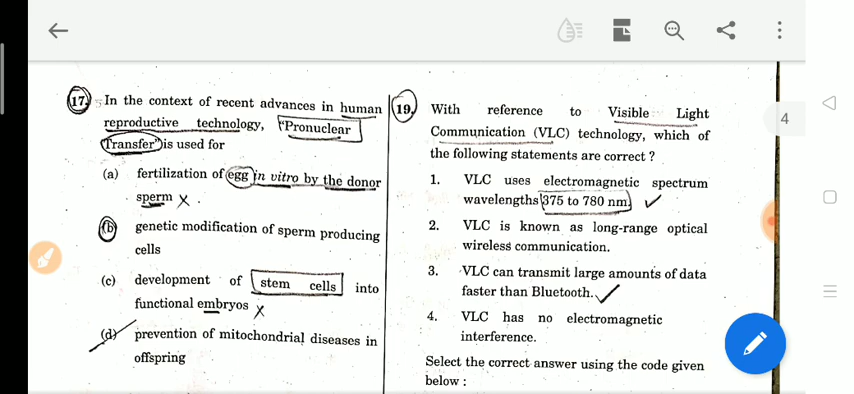 4
17. In the context of recent advances in human
reproductive technology, "Pronuclear
Transfer" is used for
(a) fertilization of egg in vitro by the donor
sperm
(b) genetic modification of sperm producing
cells
(c) development of stem cells into
functional embryos
(d) prevention of mitochondrial diseases in
offspring
19. With reference to Visible Light
Communication (VLC) technology, which of
the following statements are correct ?
1. VLC uses electromagnetic spectrum
wavelengths 375 to 780 nm.
2. VLC is known as long-range optical
wireless communication.
3. VLC can transmit large amounts of data
faster than Bluetooth.
4. VLC has no electromagnetic
interference.
Select the correct answer using the code given
below :